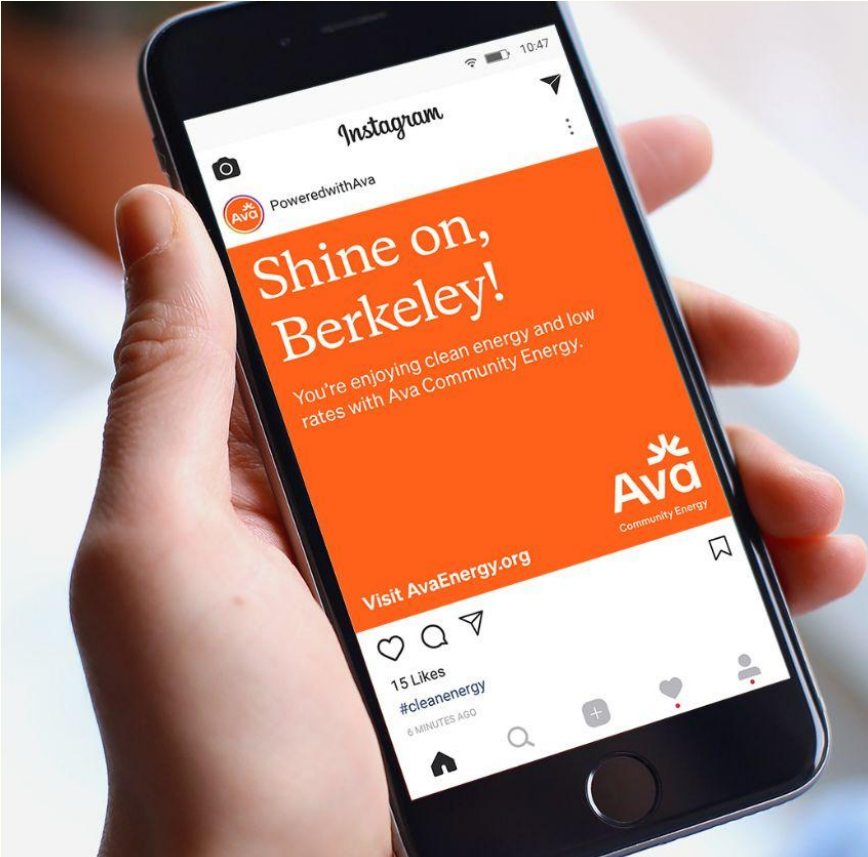 10:47
Instagram
Ava
PoweredwithAva
Shine on,
Berkeley!
You're enjoying clean energy and low
rates with Ava Community Energy.
Ava
Community Energy
Visit AvaEnergy.org
15 Likes
#cleanenergy
6 MINUTES AGO